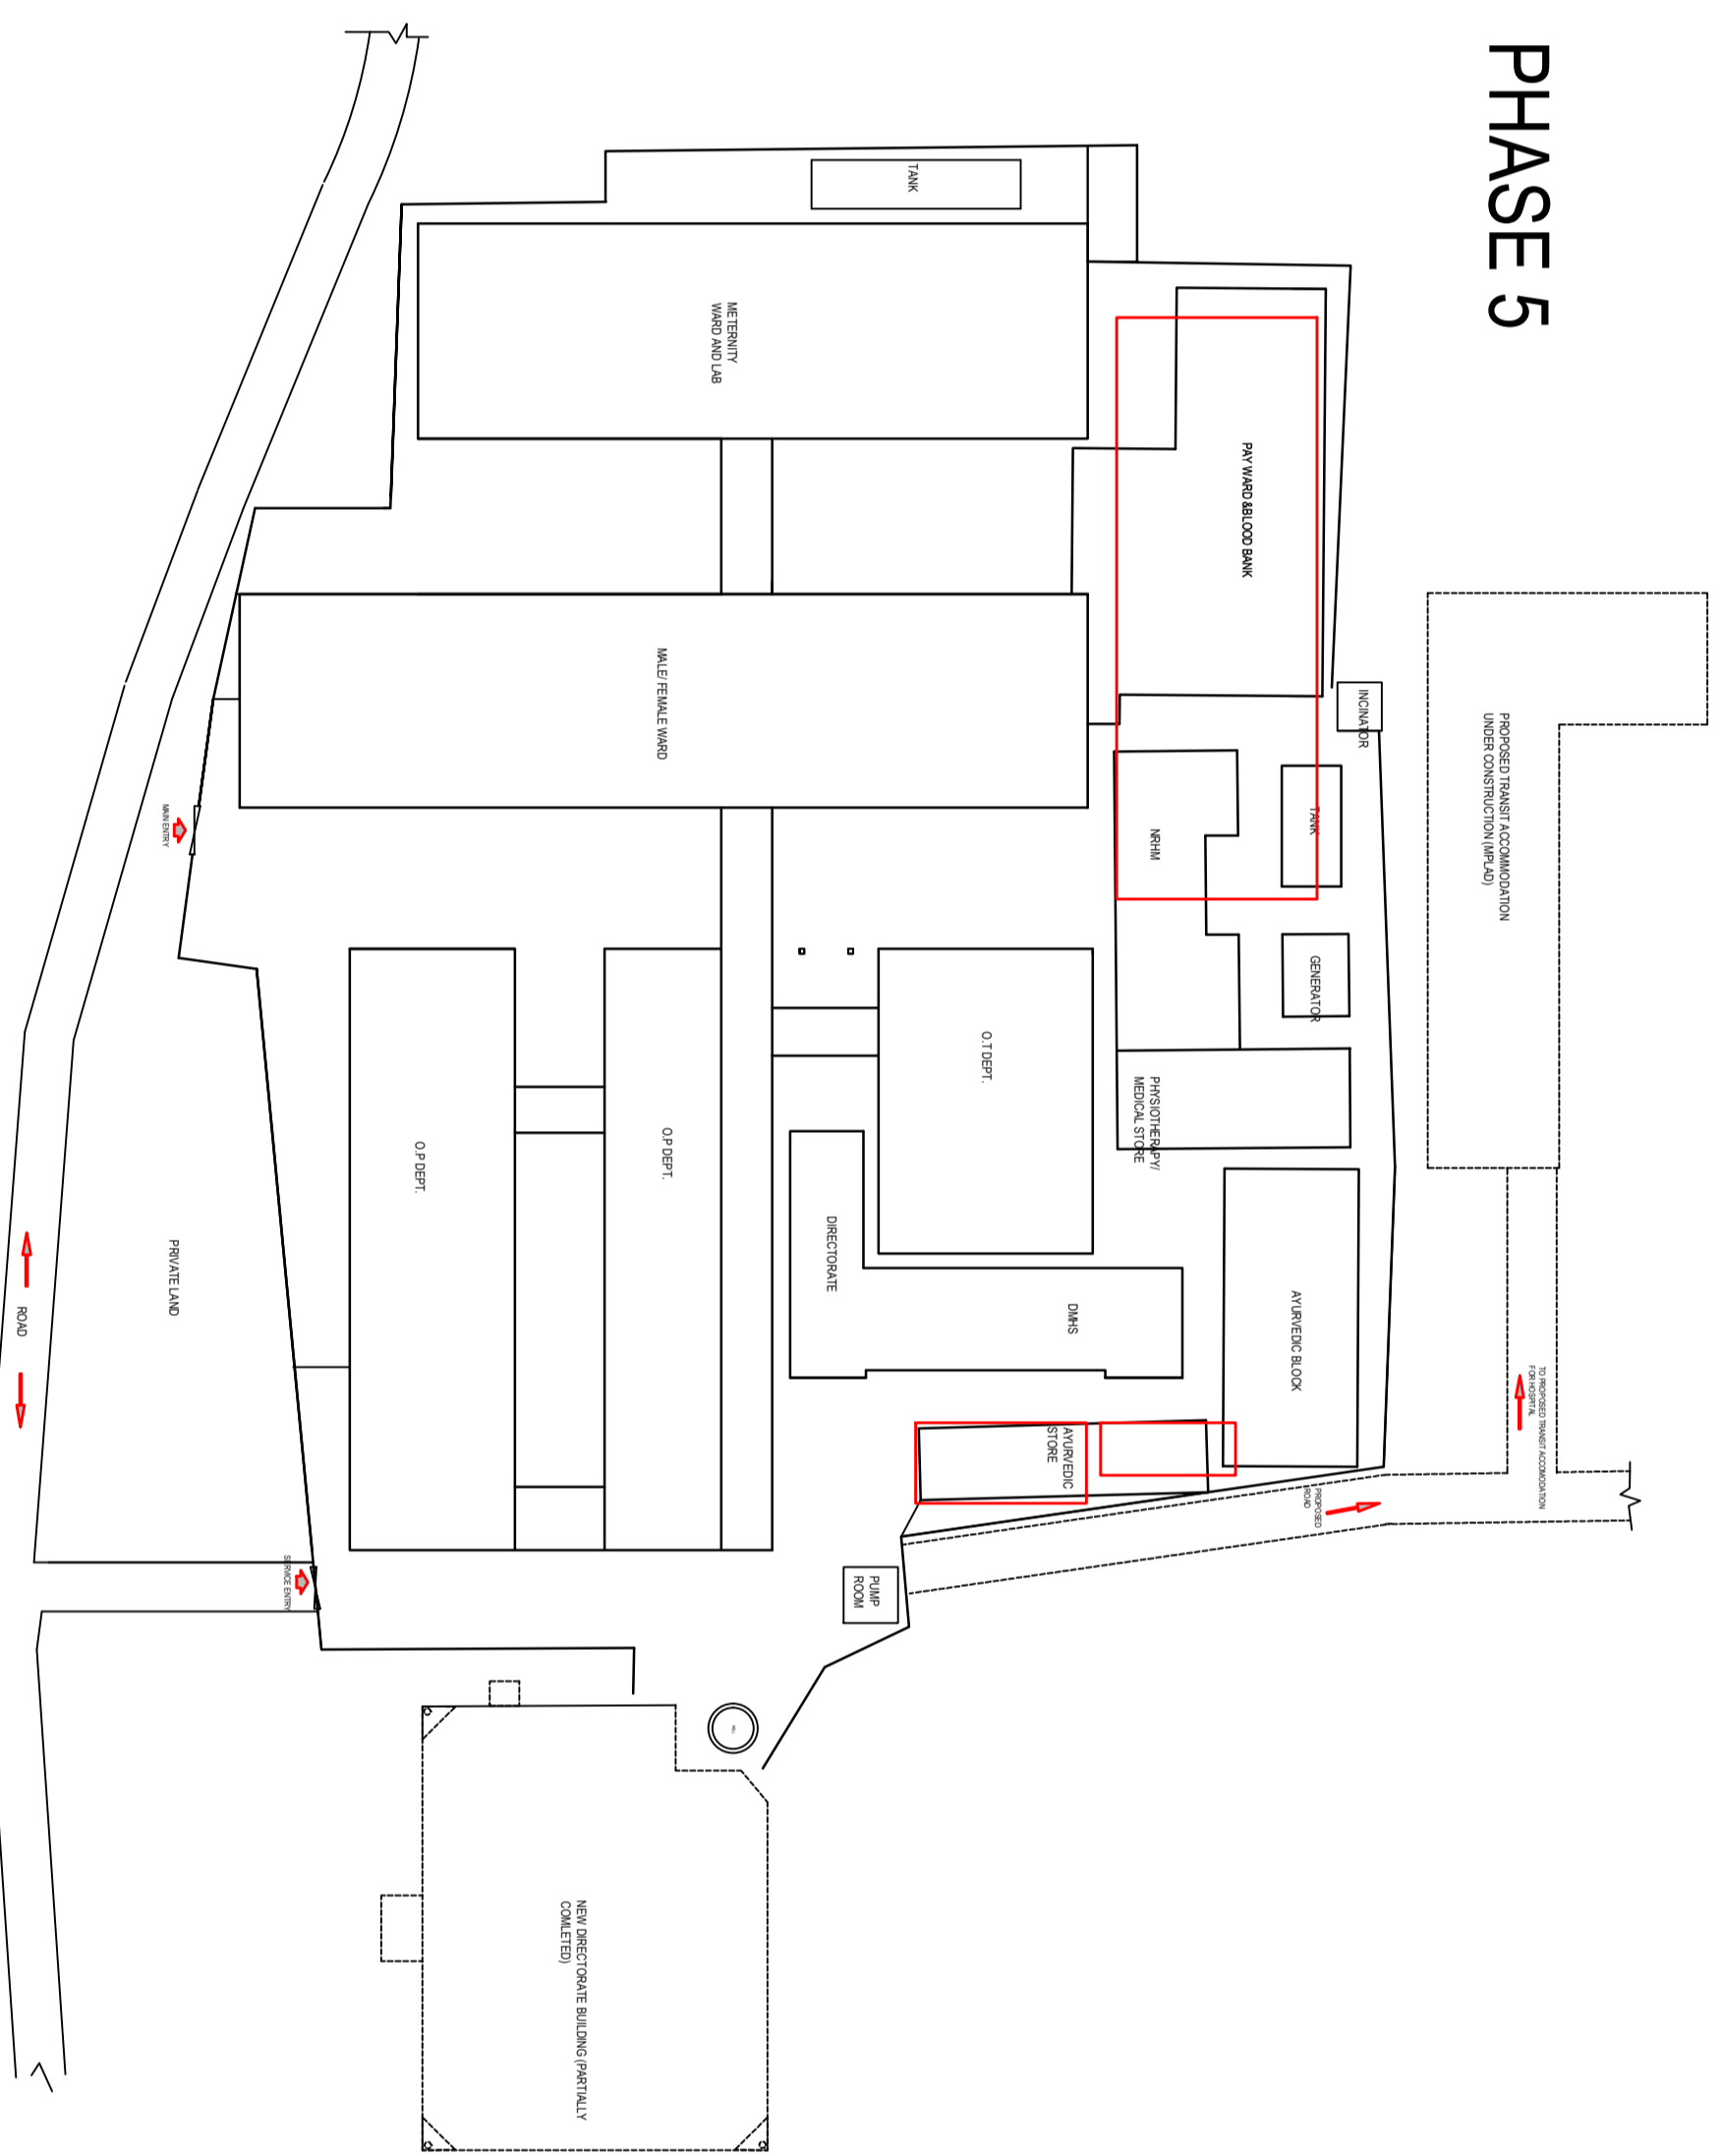 PHASE 5
TANK
METERNITY
WARD AND LAB
PAY WARD &BLOOD BANK
INCINATOR
PROPOSED TRANSIT ACCOMMODATION
UNDER CONSTRUCTION (MPLAD)
MALE/ FEMALE WARD
TANK
NRHM
MAIN ENTRY
GENERATOR
O.T DEPT.
PHYSIOTHERAPY/
MEDICAL STORE
O.P DEPT.
O.P DEPT.
DIRECTORATE
DMHS
AYURVEDIC BLOCK
PRIVATE LAND
ROAD
TO PROPOSED TRANSIT ACCOMODATION
FOR HOSPITAL
AYURVEDIC
STORE
PROPOSED
ROAD
SERVICE ENTRY
PUMP
ROOM
WELL
NEW DIRECTORATE BUILDING (PARTIALLY
COMLETED)